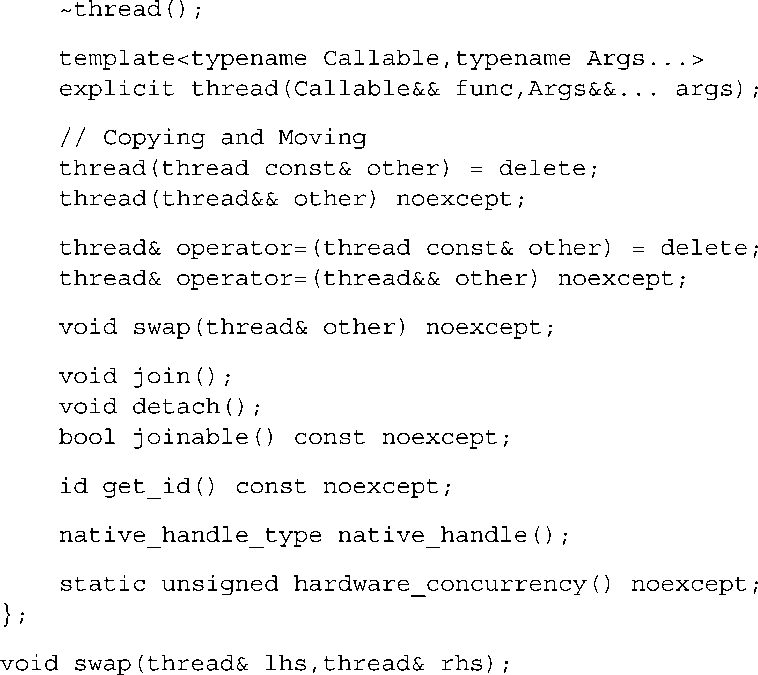 ~thread();
template<typename Callable,typename Args...>
explicit thread(Callable&& func,Args&&... args);
// Copying and Moving
thread(thread const& other) = delete;
thread(thread&& other) noexcept;
thread& operator=(thread const& other) = delete;
thread& operator=(thread&& other) noexcept;
void swap(thread& other) noexcept;
void join();
void detach();
bool joinable() const noexcept;
id get_id() const noexcept;
native_handle_type native_handle();
static unsigned hardware_concurrency() noexcept;
};
void swap(thread& lhs,thread& rhs);